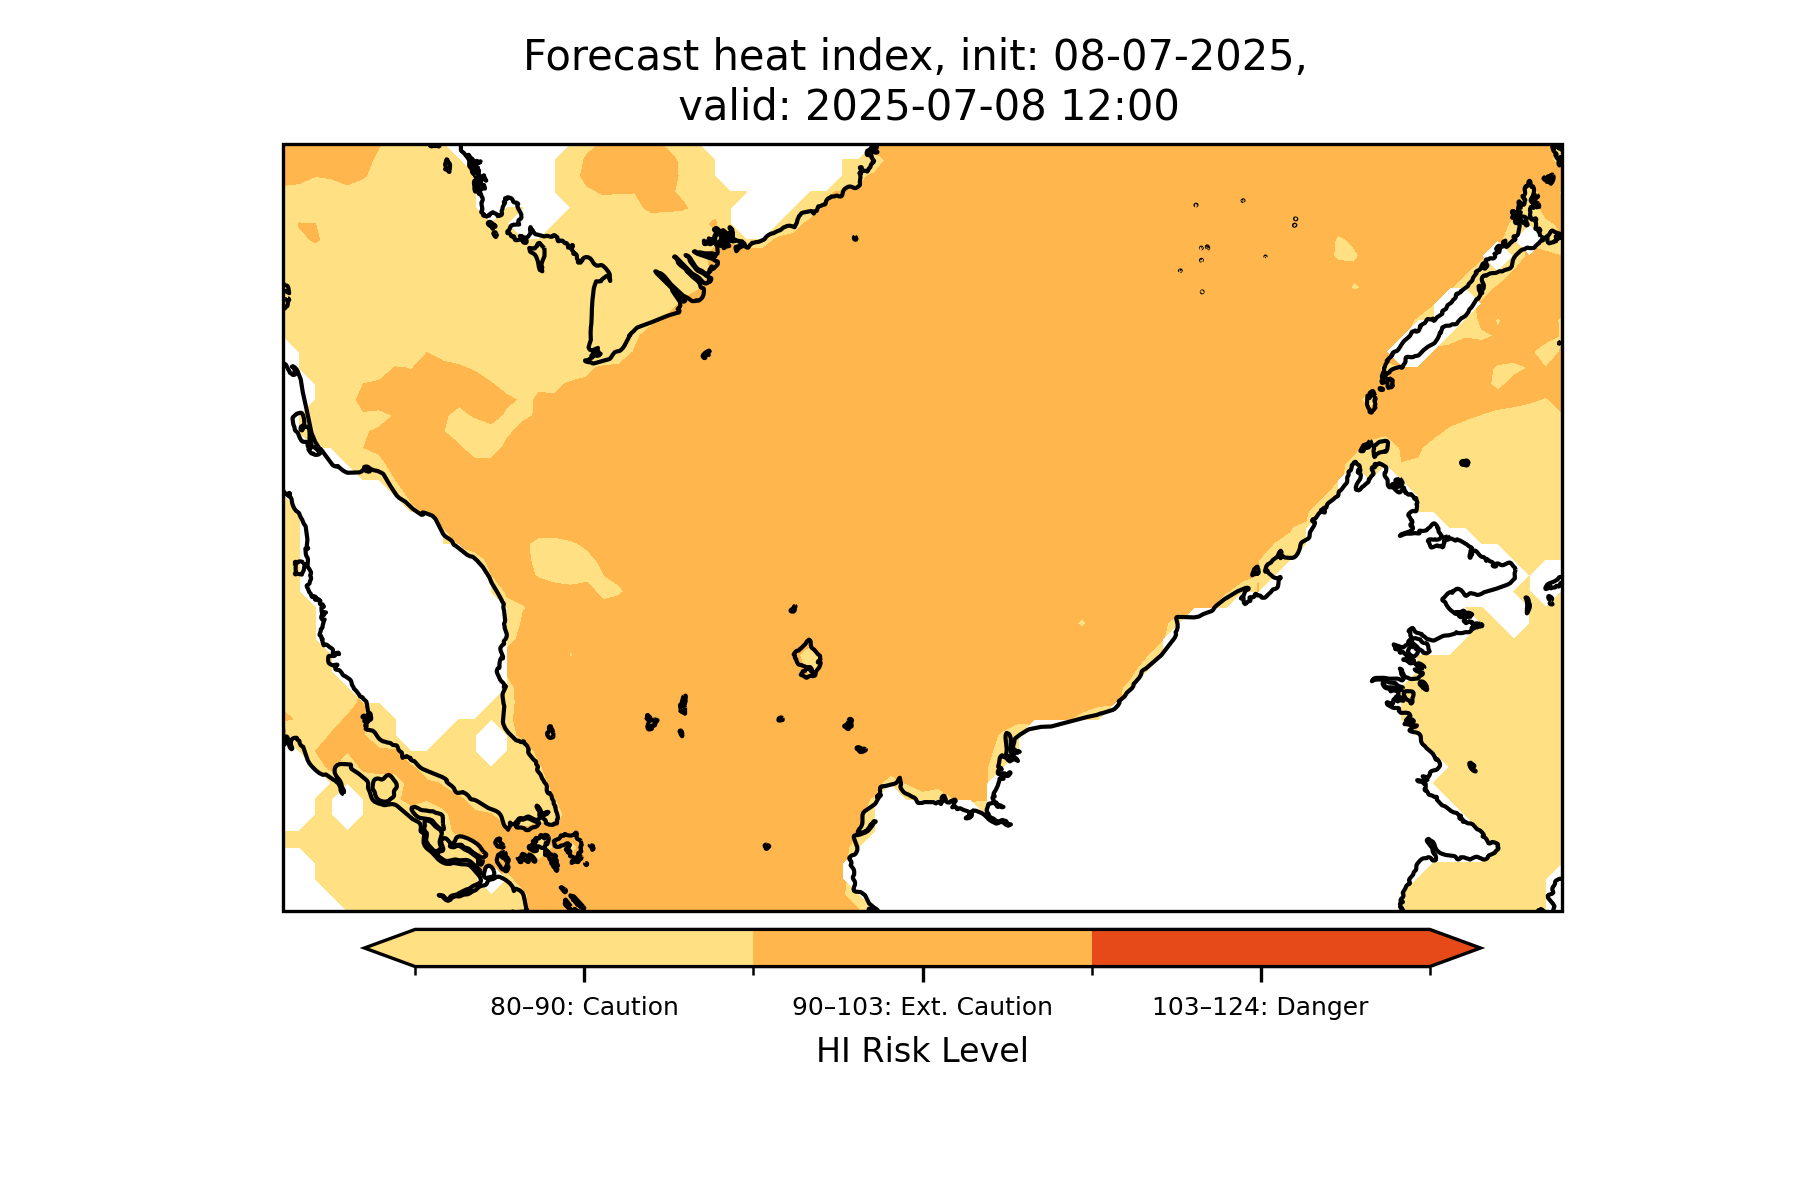 Forecast heat index, init: 08-07-2025,
valid: 2025-07-08 12:00
80–90: Caution
90–103: Ext. Caution
103–124: Danger
HI Risk Level